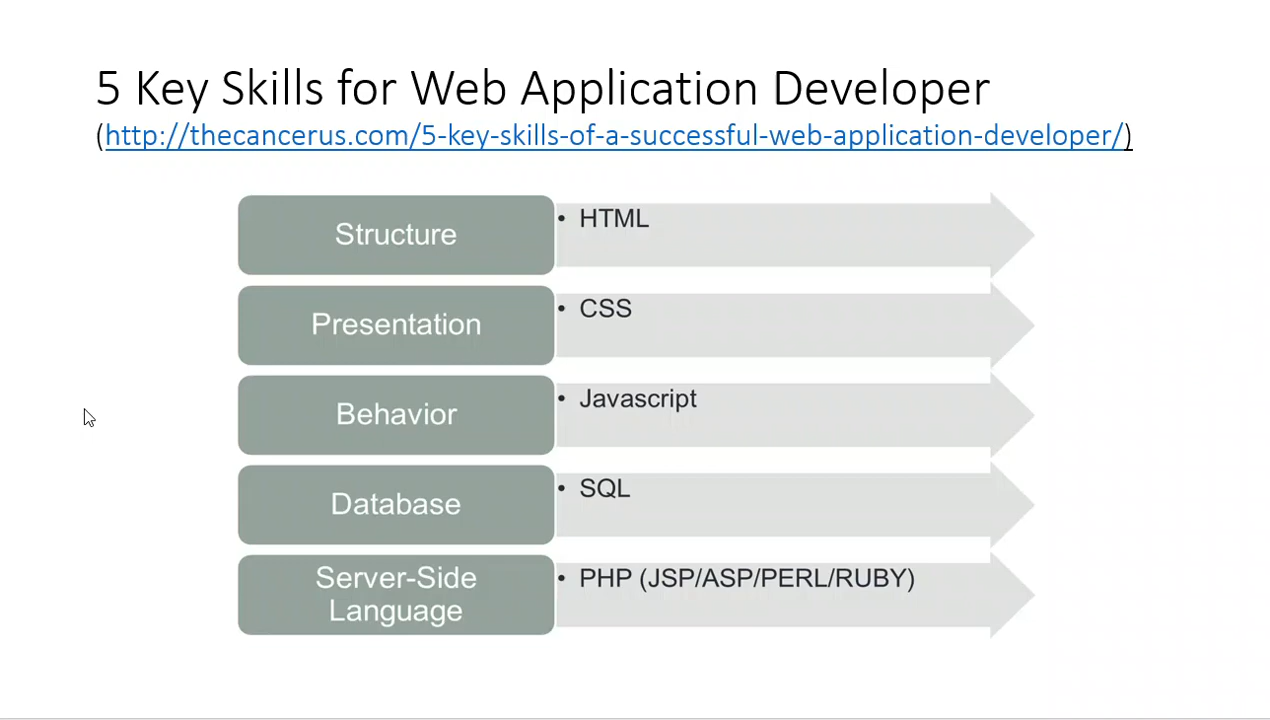 5 Key Skills for Web Application Developer
(http://thecancerus.com/5-key-skills-of-a-successful-web-application-developer/)
Structure
• HTML
Presentation
• CSS
Behavior
• Javascript
Database
• SQL
Server-Side
Language
• PHP (JSP/ASP/PERL/RUBY)